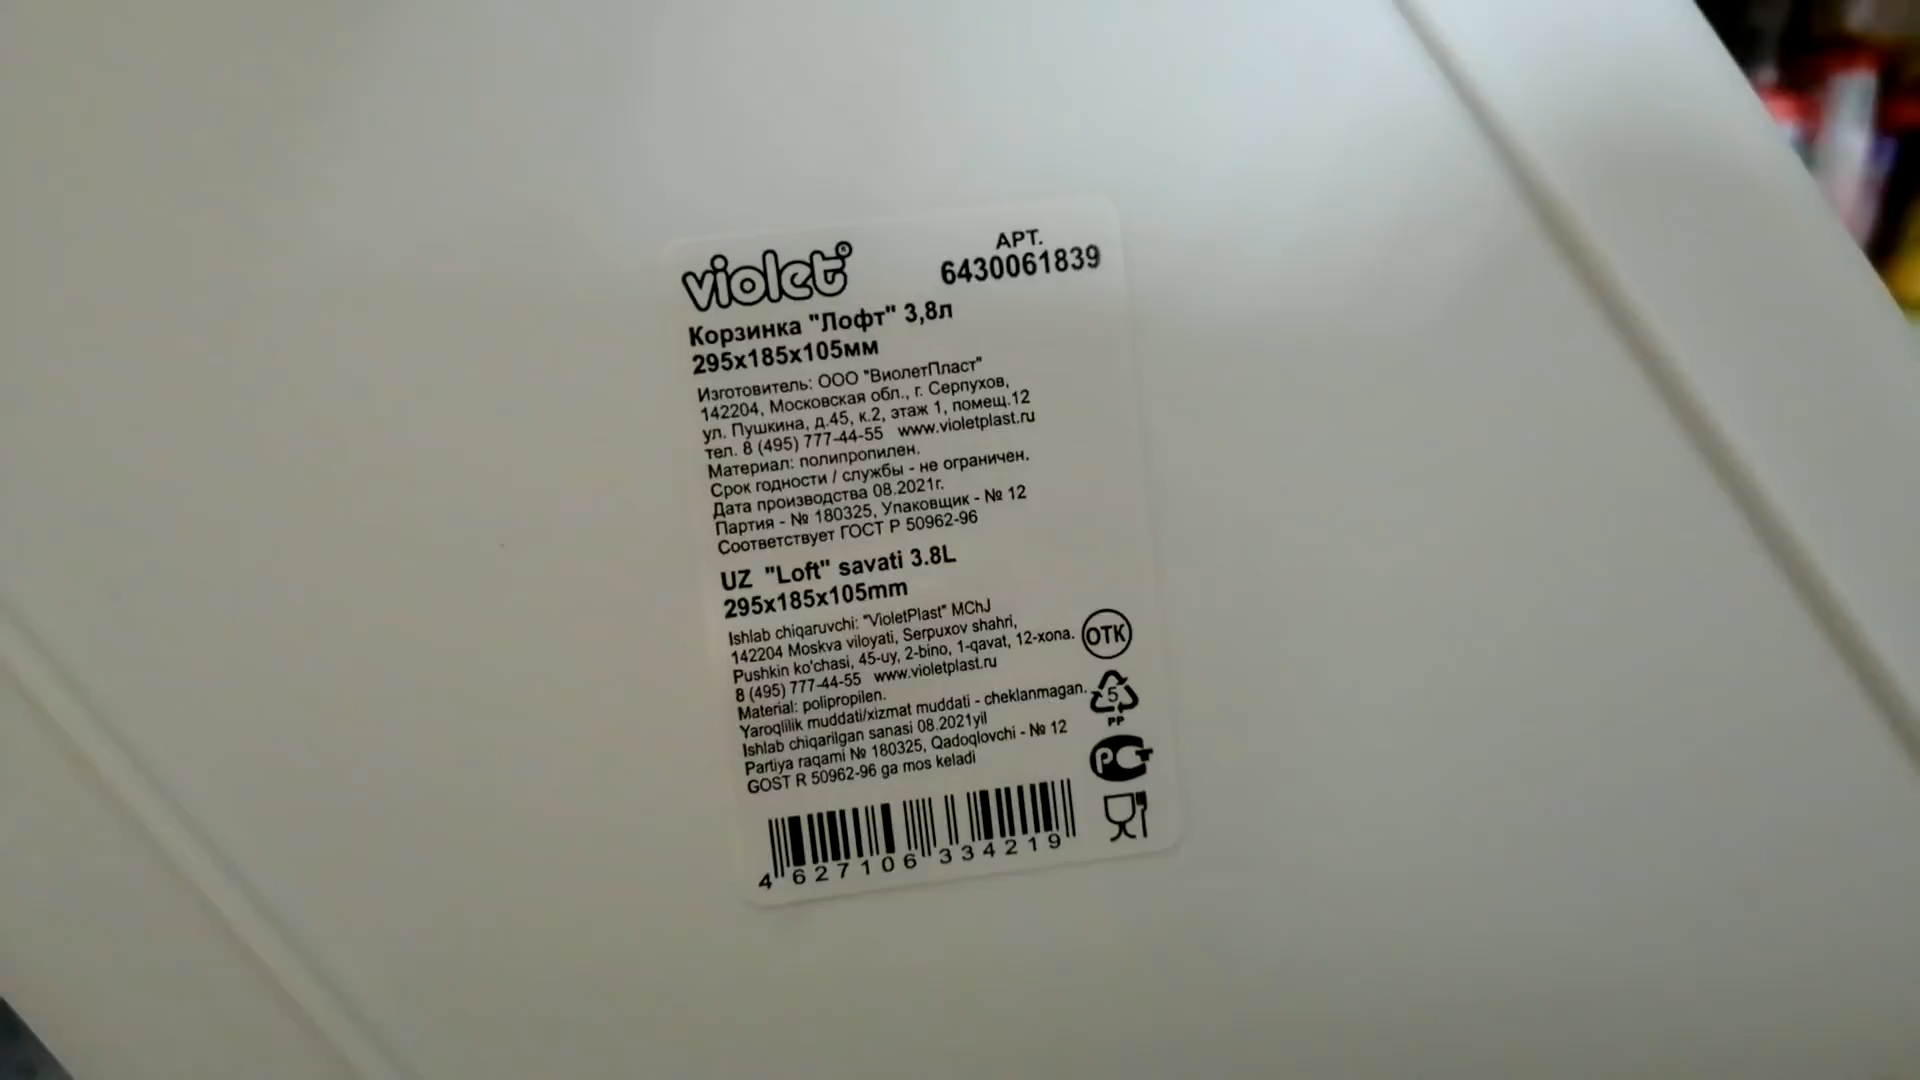 violet®
АРТ.
6430061839
Корзинка "Лофт" 3,8л
295х185х105мм
Изготовитель: ООО "ВиолетПласт"
142204, Московская обл., г. Серпухов,
ул. Пушкина, д.45, к.2, этаж 1, помещ.12
тел. 8 (495) 777-44-55 www.violetplast.ru
Материал: полипропилен.
Срок годности / службы - не ограничен.
Дата производства 08.2021г.
Партия - № 180325, Упаковщик - № 12
Соответствует ГОСТ Р 50962-96
UZ "Loft" savati 3.8L
295x185x105mm
Ishlab chiqaruvchi: "VioletPlast" MChJ
142204 Moskva viloyati, Serpuxov shahri,
Pushkin ko'chasi, 45-uy, 2-bino, 1-qavat, 12-xona.
8 (495) 777-44-55 www.violetplast.ru
Material: polipropilen.
Yaroqlilik muddati/xizmat muddati - cheklanmagan.
Ishlab chiqarilgan sanasi 08.2021yil
Partiya raqami № 180325, Qadoqlovchi - № 12
GOST R 50962-96 ga mos keladi
ОТК
5
PP
РСТ
4 627106 334219